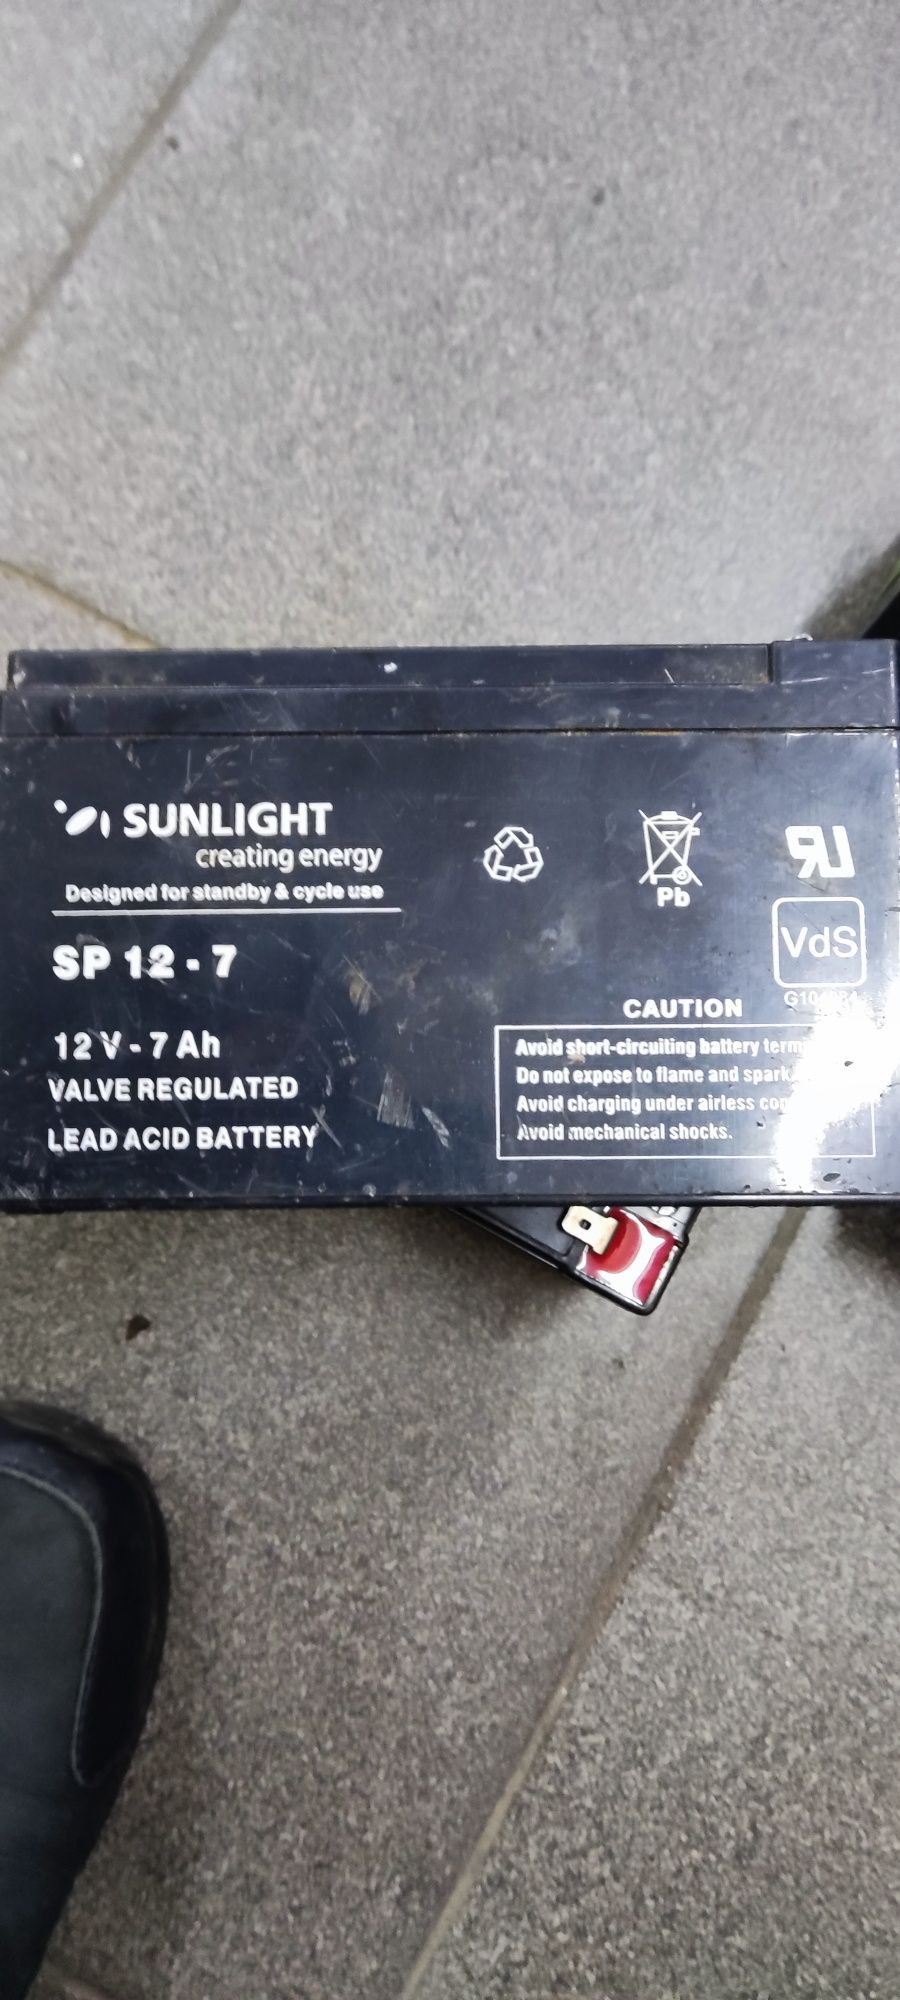 SUNLIGHT
creating energy
Designed for standby & cycle use
SP 12 - 7
12 V - 7 Ah
VALVE REGULATED
LEAD ACID BATTERY
Pb
VdS
CAUTION
Avoid short-circuiting battery
Do not expose to flame and
Avoid charging under airless
Avoid mechanical shocks.